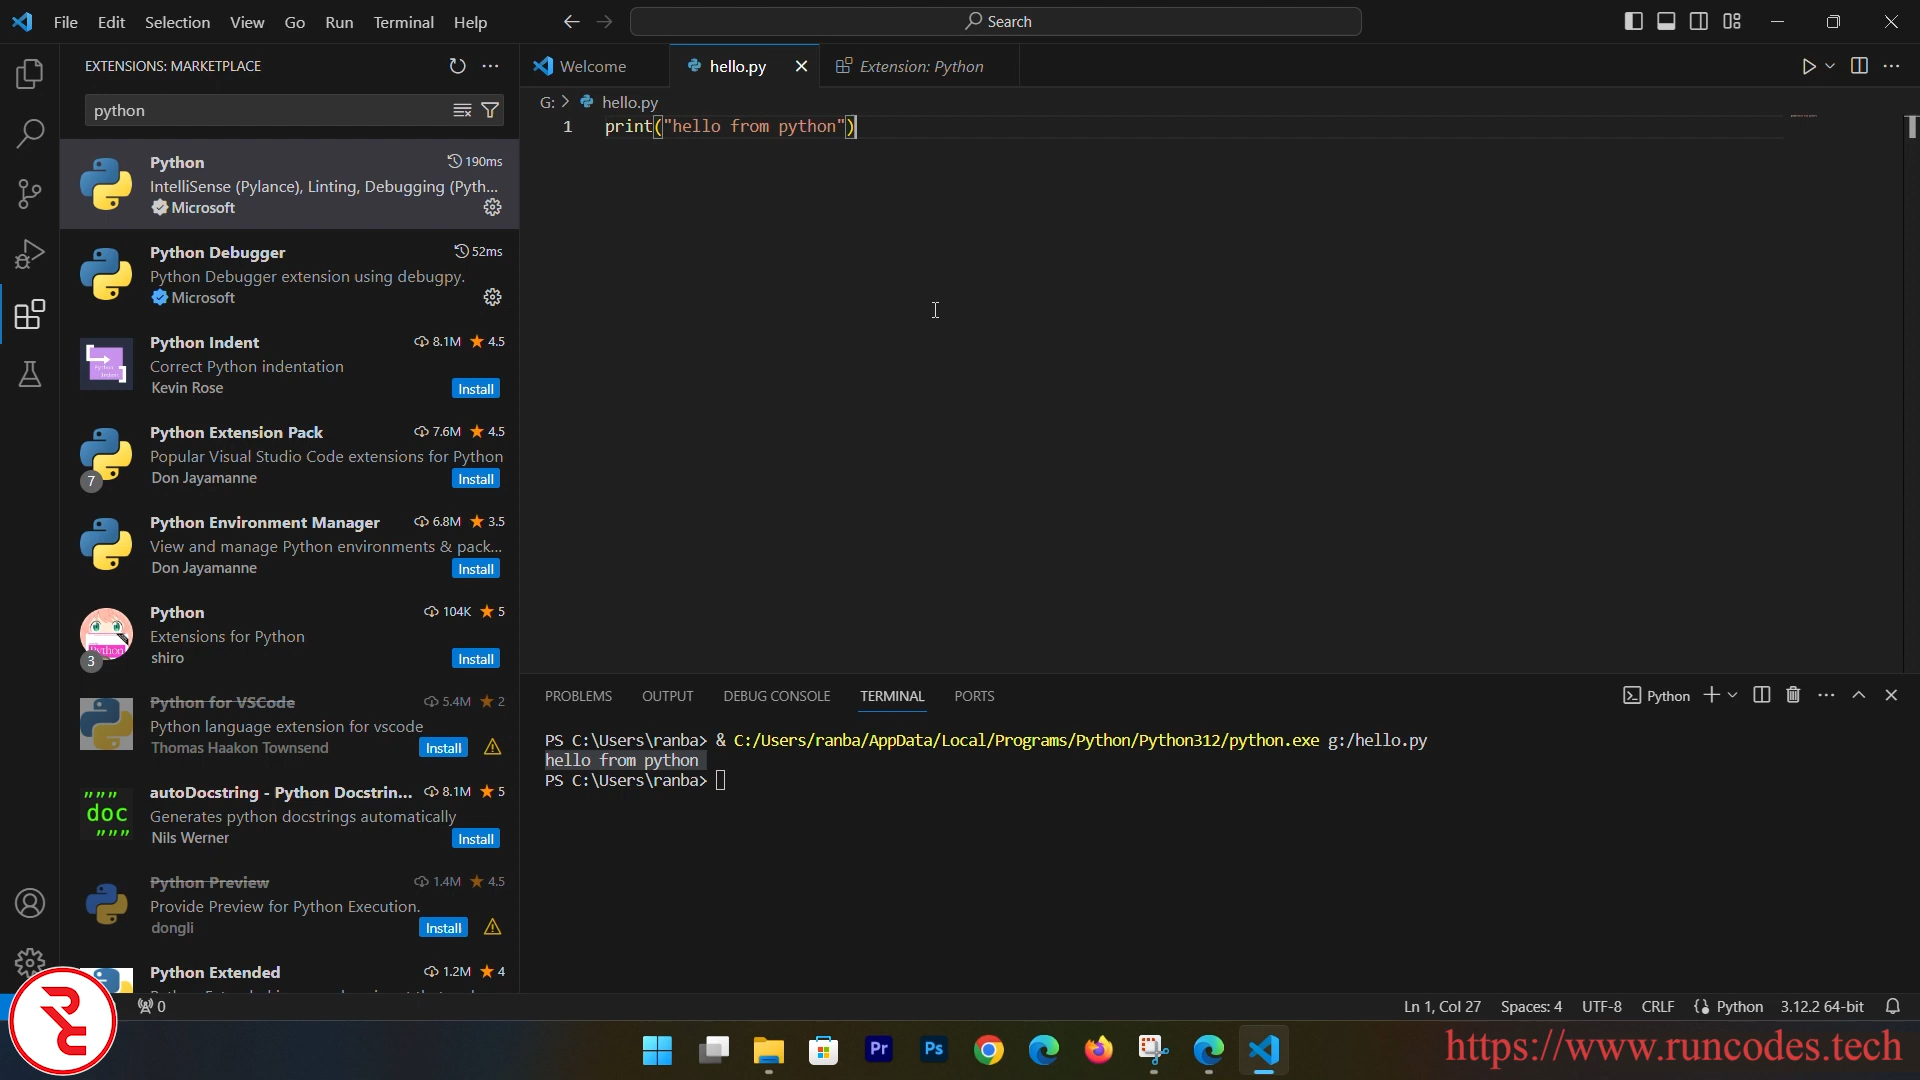 File Edit Selection View Go Run Terminal Help
Search
EXTENSIONS: MARKETPLACE
python
Python 190ms
IntelliSense (Pylance), Linting, Debugging (Pyth...
Microsoft
Python Debugger 52ms
Python Debugger extension using debugpy.
Microsoft
Python Indent 8.1M 4.5
Correct Python indentation
Kevin Rose Install
Python Extension Pack 7.6M 4.5
Popular Visual Studio Code extensions for Python
7
Don Jayamanne Install
Python Environment Manager 6.8M 3.5
View and manage Python environments & pack...
Don Jayamanne Install
Python 104K 5
Extensions for Python
3
shiro Install
Python for VSCode 5.4M 2
Python language extension for vscode
Thomas Haakon Townsend Install
autoDocstring - Python Docstrin... 8.1M 5
Generates python docstrings automatically
"""
doc
"""
Nils Werner Install
Python Preview 1.4M 4.5
Provide Preview for Python Execution.
dongli Install
Python Extended 1.2M 4
Welcome hello.py Extension: Python
G: > hello.py
1 print("hello from python")
PROBLEMS OUTPUT DEBUG CONSOLE TERMINAL PORTS Python
PS C:\Users\ranba> & C:/Users/ranba/AppData/Local/Programs/Python/Python312/python.exe g:/hello.py
hello from python
PS C:\Users\ranba>
0 Ln 1, Col 27 Spaces: 4 UTF-8 CRLF {} Python 3.12.2 64-bit
Pr Ps
https://www.runcodes.tech